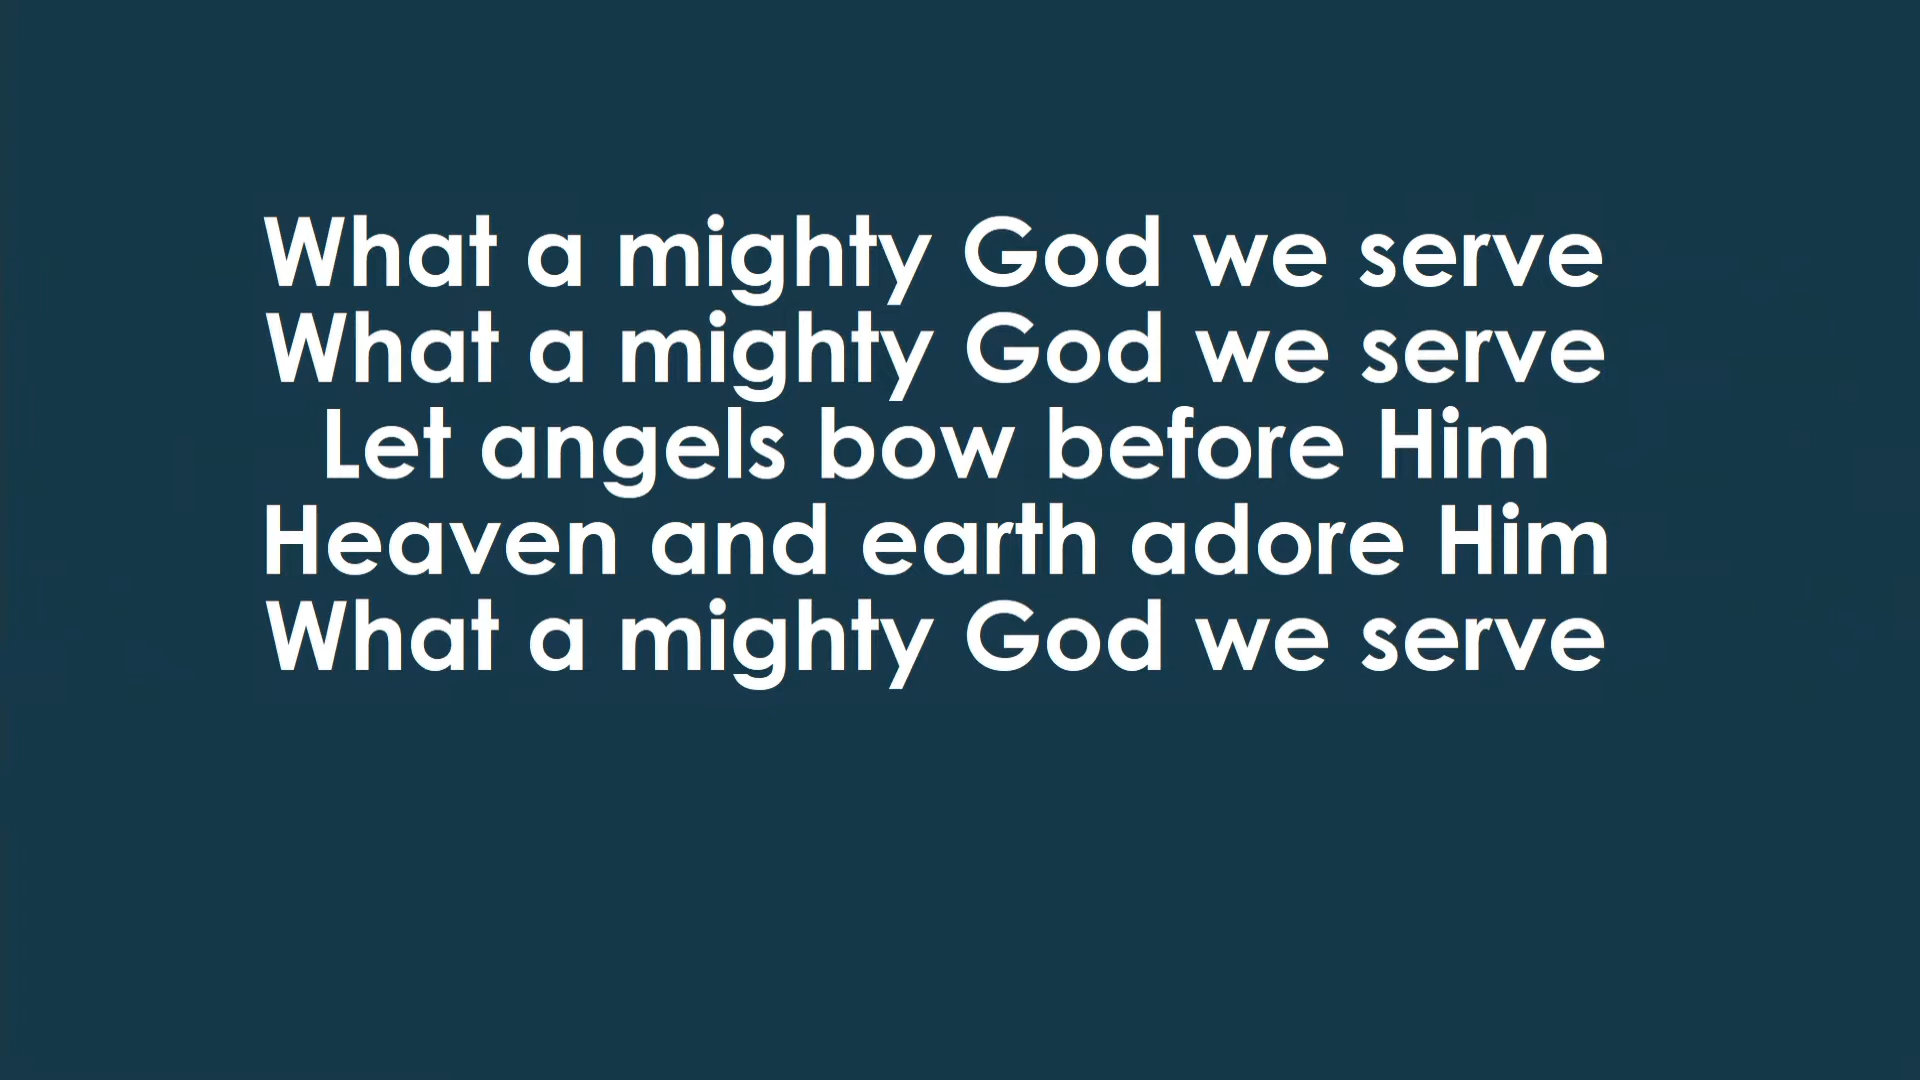 What a mighty God we serve
What a mighty God we serve
Let angels bow before Him
Heaven and earth adore Him
What a mighty God we serve